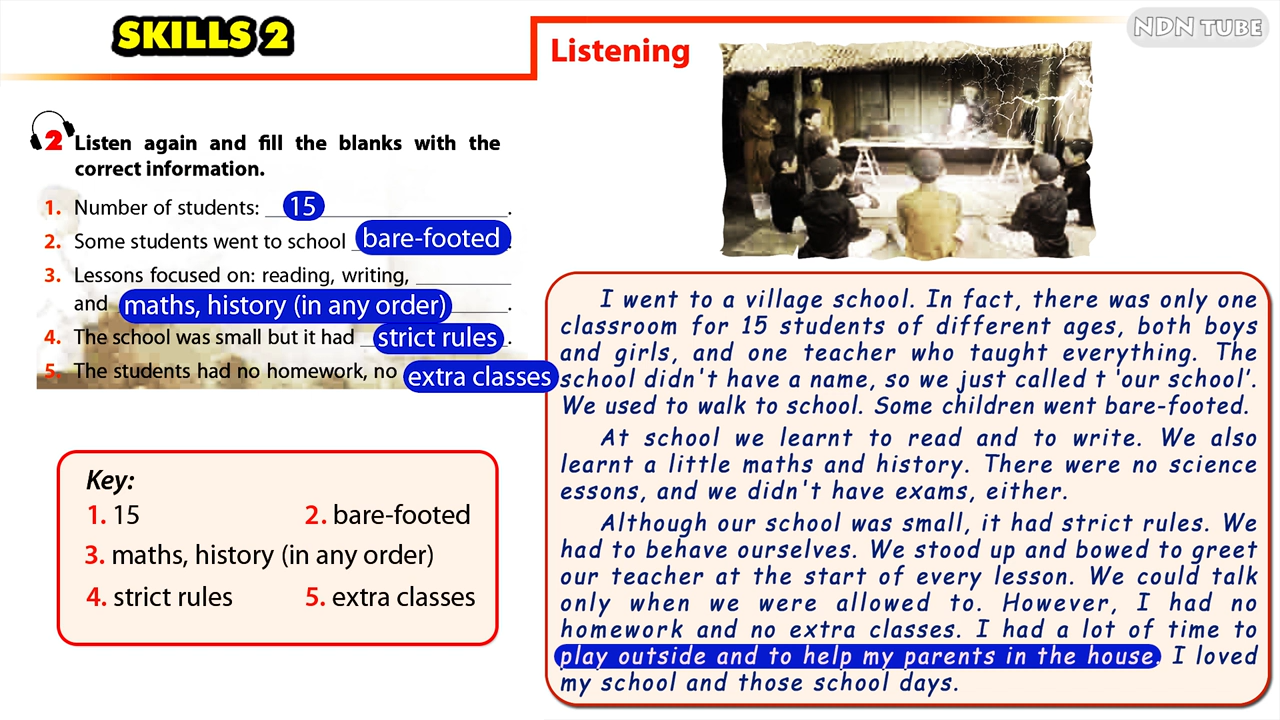 SKILLS 2
Listening
NDN TUBE
2 Listen again and fill the blanks with the
correct information.
1. Number of students: 15 .
2. Some students went to school bare-footed .
3. Lessons focused on: reading, writing,
and maths, history (in any order) .
4. The school was small but it had strict rules .
5. The students had no homework, no extra classes
Key:
1. 15 2. bare-footed
3. maths, history (in any order)
4. strict rules 5. extra classes
I went to a village school. In fact, there was only one
classroom for 15 students of different ages, both boys
and girls, and one teacher who taught everything. The
school didn't have a name, so we just called t 'our school'.
We used to walk to school. Some children went bare-footed.
At school we learnt to read and to write. We also
learnt a little maths and history. There were no science
essons, and we didn't have exams, either.
Although our school was small, it had strict rules. We
had to behave ourselves. We stood up and bowed to greet
our teacher at the start of every lesson. We could talk
only when we were allowed to. However, I had no
homework and no extra classes. I had a lot of time to
play outside and to help my parents in the house. I loved
my school and those school days.